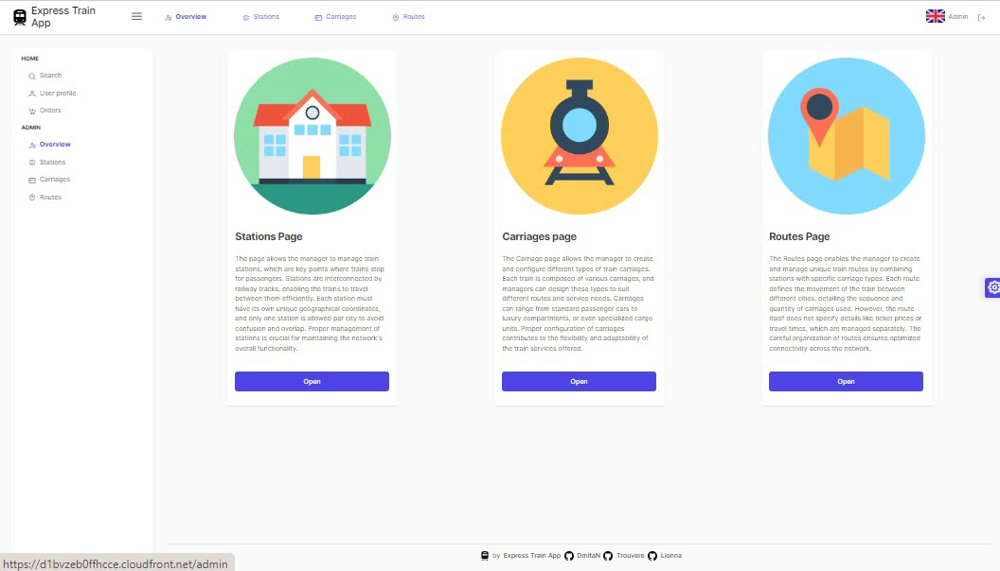 Express Train
App
Overview
Stations
Carriages
Routes
Admin
HOME
Search
User profile
Orders
ADMIN
Overview
Stations
Carriages
Routes
Stations Page
The page allows the manager to manage train
stations, which are key points where trains stop
for passengers. Stations are interconnected by
railway tracks, enabling the trains to travel
between them efficiently. Each station must
have its own unique geographical coordinates,
and only one station is allowed per city to avoid
confusion and overlap. Proper management of
stations is crucial for maintaining the network's
overall functionality.
Open
Carriages page
The Carriage page allows the manager to create
and configure different types of train carriages.
Each train is composed of various carriages, and
managers can design these types to suit
different routes and service needs. Carriages
can range from standard passenger cars to
luxury compartments, or even specialized cargo
units. Proper configuration of carriages
contributes to the flexibility and adaptability of
the train services offered.
Open
Routes Page
The Routes page enables the manager to create
and manage unique train routes by combining
stations with specific carriage types. Each route
defines the movement of the train between
different cities, detailing the sequence and
quantity of carriages used. However, the route
itself does not specify details like ticket prices or
travel times, which are managed separately. The
careful organization of routes ensures optimized
connectivity across the network.
Open
by Express Train App DmitaN Trouvere Lionna
https://d1bvzeb0ffhcce.cloudfront.net/admin